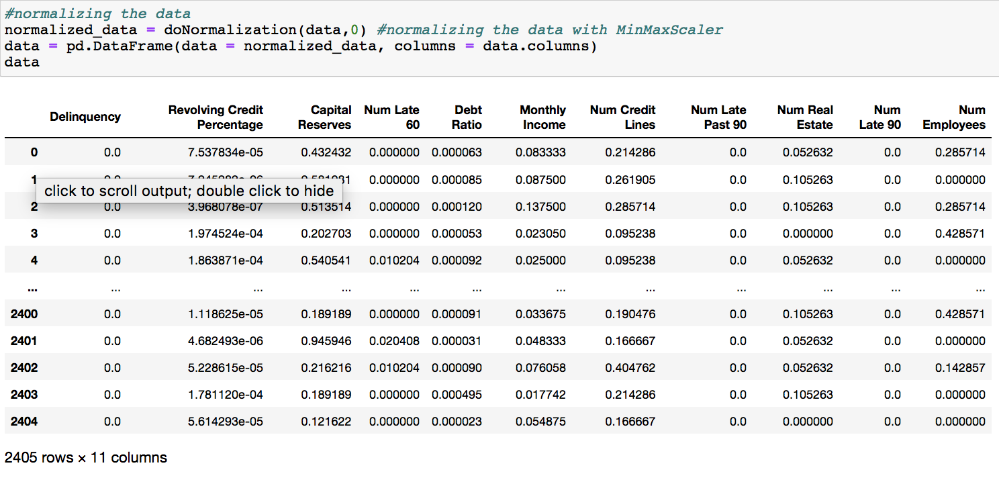 #normalizing the data
normalized_data = doNormalization(data,0) #normalizing the data with MinMaxScaler
data = pd.DataFrame(data = normalized_data, columns = data.columns)
data
Delinquency Revolving Credit Percentage Capital Reserves Num Late 60 Debt Ratio Monthly Income Num Credit Lines Num Late Past 90 Num Real Estate Num Late 90 Num Employees
0 0.0 7.537834e-05 0.432432 0.000000 0.000063 0.083333 0.214286 0.0 0.052632 0.0 0.285714
1 0.000000 0.000085 0.087500 0.261905 0.0 0.105263 0.0 0.000000
click to scroll output; double click to hide
2 0.0 3.968078e-07 0.513514 0.000000 0.000120 0.137500 0.285714 0.0 0.105263 0.0 0.285714
3 0.0 1.974524e-04 0.202703 0.000000 0.000053 0.023050 0.095238 0.0 0.000000 0.0 0.428571
4 0.0 1.863871e-04 0.540541 0.010204 0.000092 0.025000 0.095238 0.0 0.052632 0.0 0.000000
... ... ... ... ... ... ... ... ... ... ... ...
2400 0.0 1.118625e-05 0.189189 0.000000 0.000091 0.033675 0.190476 0.0 0.105263 0.0 0.428571
2401 0.0 4.682493e-06 0.945946 0.020408 0.000031 0.048333 0.166667 0.0 0.052632 0.0 0.000000
2402 0.0 5.228615e-05 0.216216 0.010204 0.000090 0.076058 0.404762 0.0 0.052632 0.0 0.142857
2403 0.0 1.781120e-04 0.189189 0.000000 0.000495 0.017742 0.214286 0.0 0.105263 0.0 0.000000
2404 0.0 5.614293e-05 0.121622 0.000000 0.000023 0.054875 0.166667 0.0 0.000000 0.0 0.000000
2405 rows × 11 columns